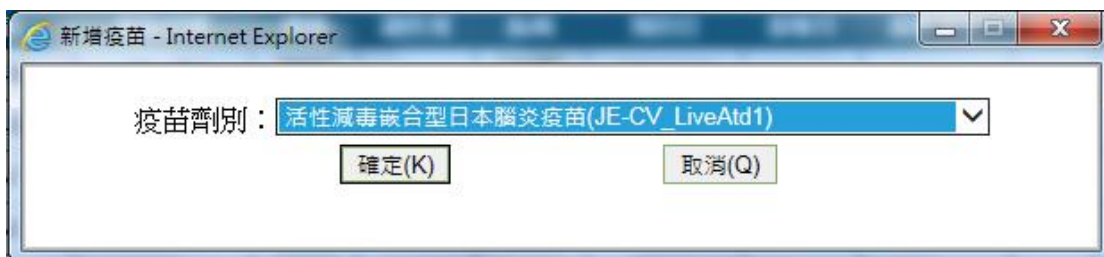 新增疫苗 - Internet Explorer
疫苗劑別：活性減毒嵌合型日本腦炎疫苗(JE-CV_LiveAtd1)
確定(K) 取消(Q)